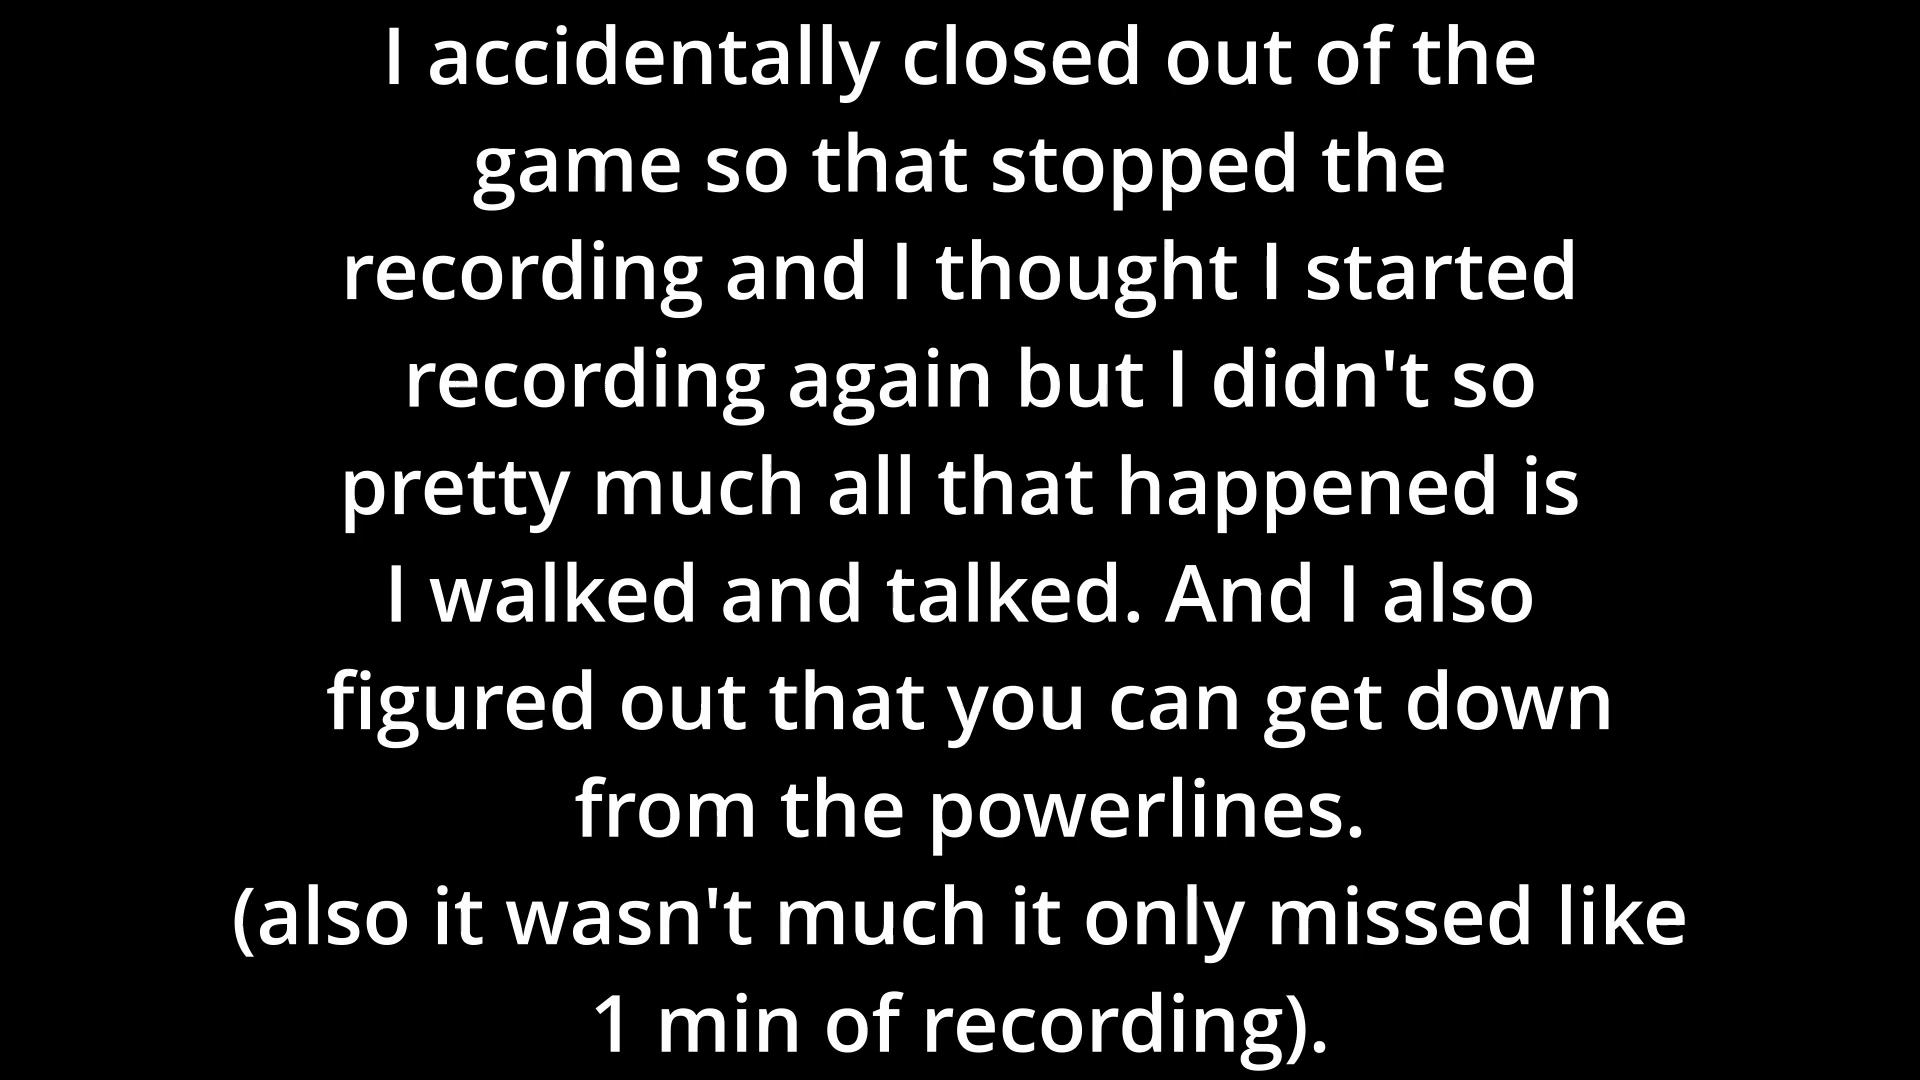 I accidentally closed out of the
game so that stopped the
recording and I thought I started
recording again but I didn't so
pretty much all that happened is
I walked and talked. And I also
figured out that you can get down
from the powerlines.
(also it wasn't much it only missed like
1 min of recording).